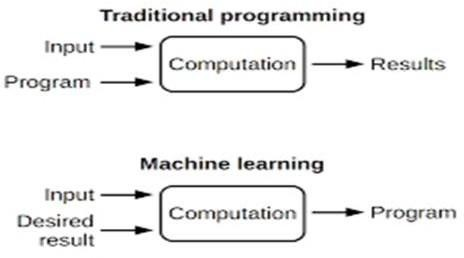 Traditional programming
Input
Computation
Results
Program
Machine learning
Input
Computation
Program
Desired
result